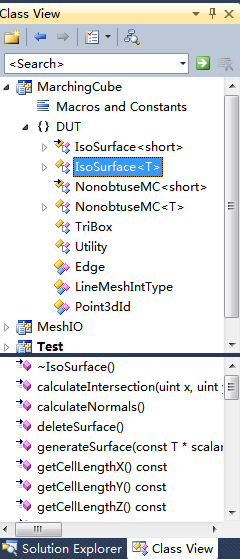 Class View
<Search>
MarchingCube
Macros and Constants
{} DUT
IsoSurface<short>
IsoSurface<T>
NonobtuseMC<short>
NonobtuseMC<T>
TriBox
Utility
Edge
LineMeshIntType
Point3dId
MeshIO
Test
~IsoSurface()
calculateIntersection(uint x, uint y
calculateNormals()
deleteSurface()
generateSurface(const T * scalar
getCellLengthX() const
getCellLengthY() const
getCellLengthZ() const
Solution Explorer Class View